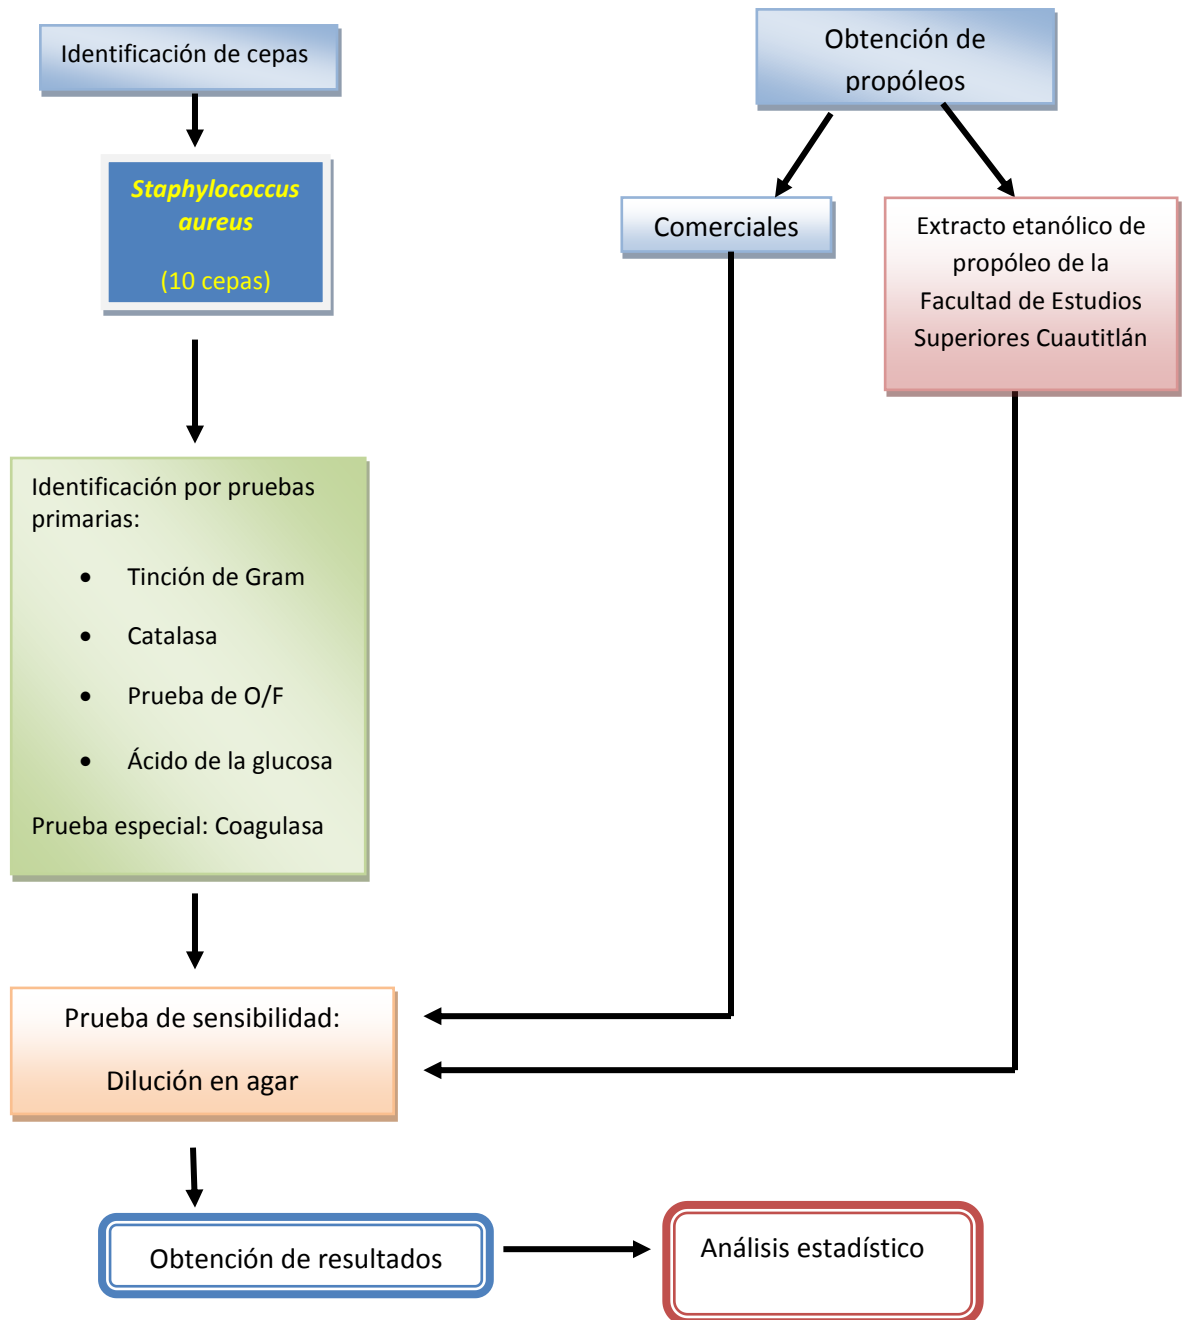 Identificación de cepas
Staphylococcus
aureus
(10 cepas)
Identificación por pruebas
primarias:
• Tinción de Gram
• Catalasa
• Prueba de O/F
• Ácido de la glucosa
Prueba especial: Coagulasa
Obtención de
propóleos
Comerciales
Extracto etanólico de
propóleo de la
Facultad de Estudios
Superiores Cuautitlán
Prueba de sensibilidad:
Dilución en agar
Obtención de resultados
Análisis estadístico